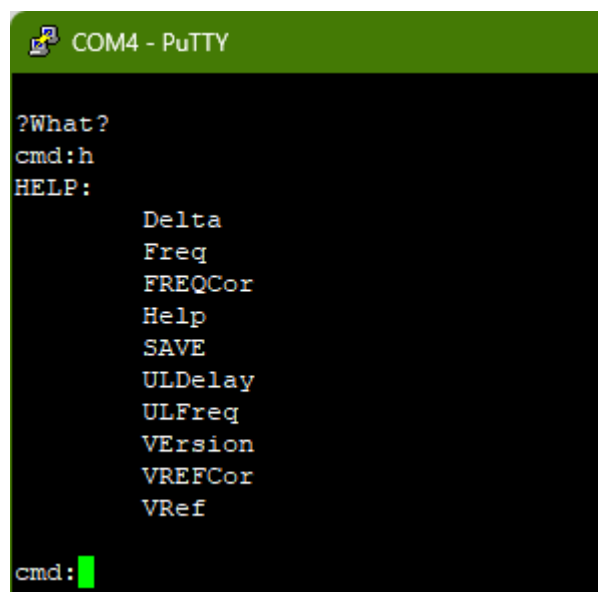 COM4 - PuTTY
?What?
cmd:h
HELP:
Delta
Freq
FREQCor
Help
SAVE
ULDelay
ULFreq
VErsion
VREFCor
VRef
cmd: